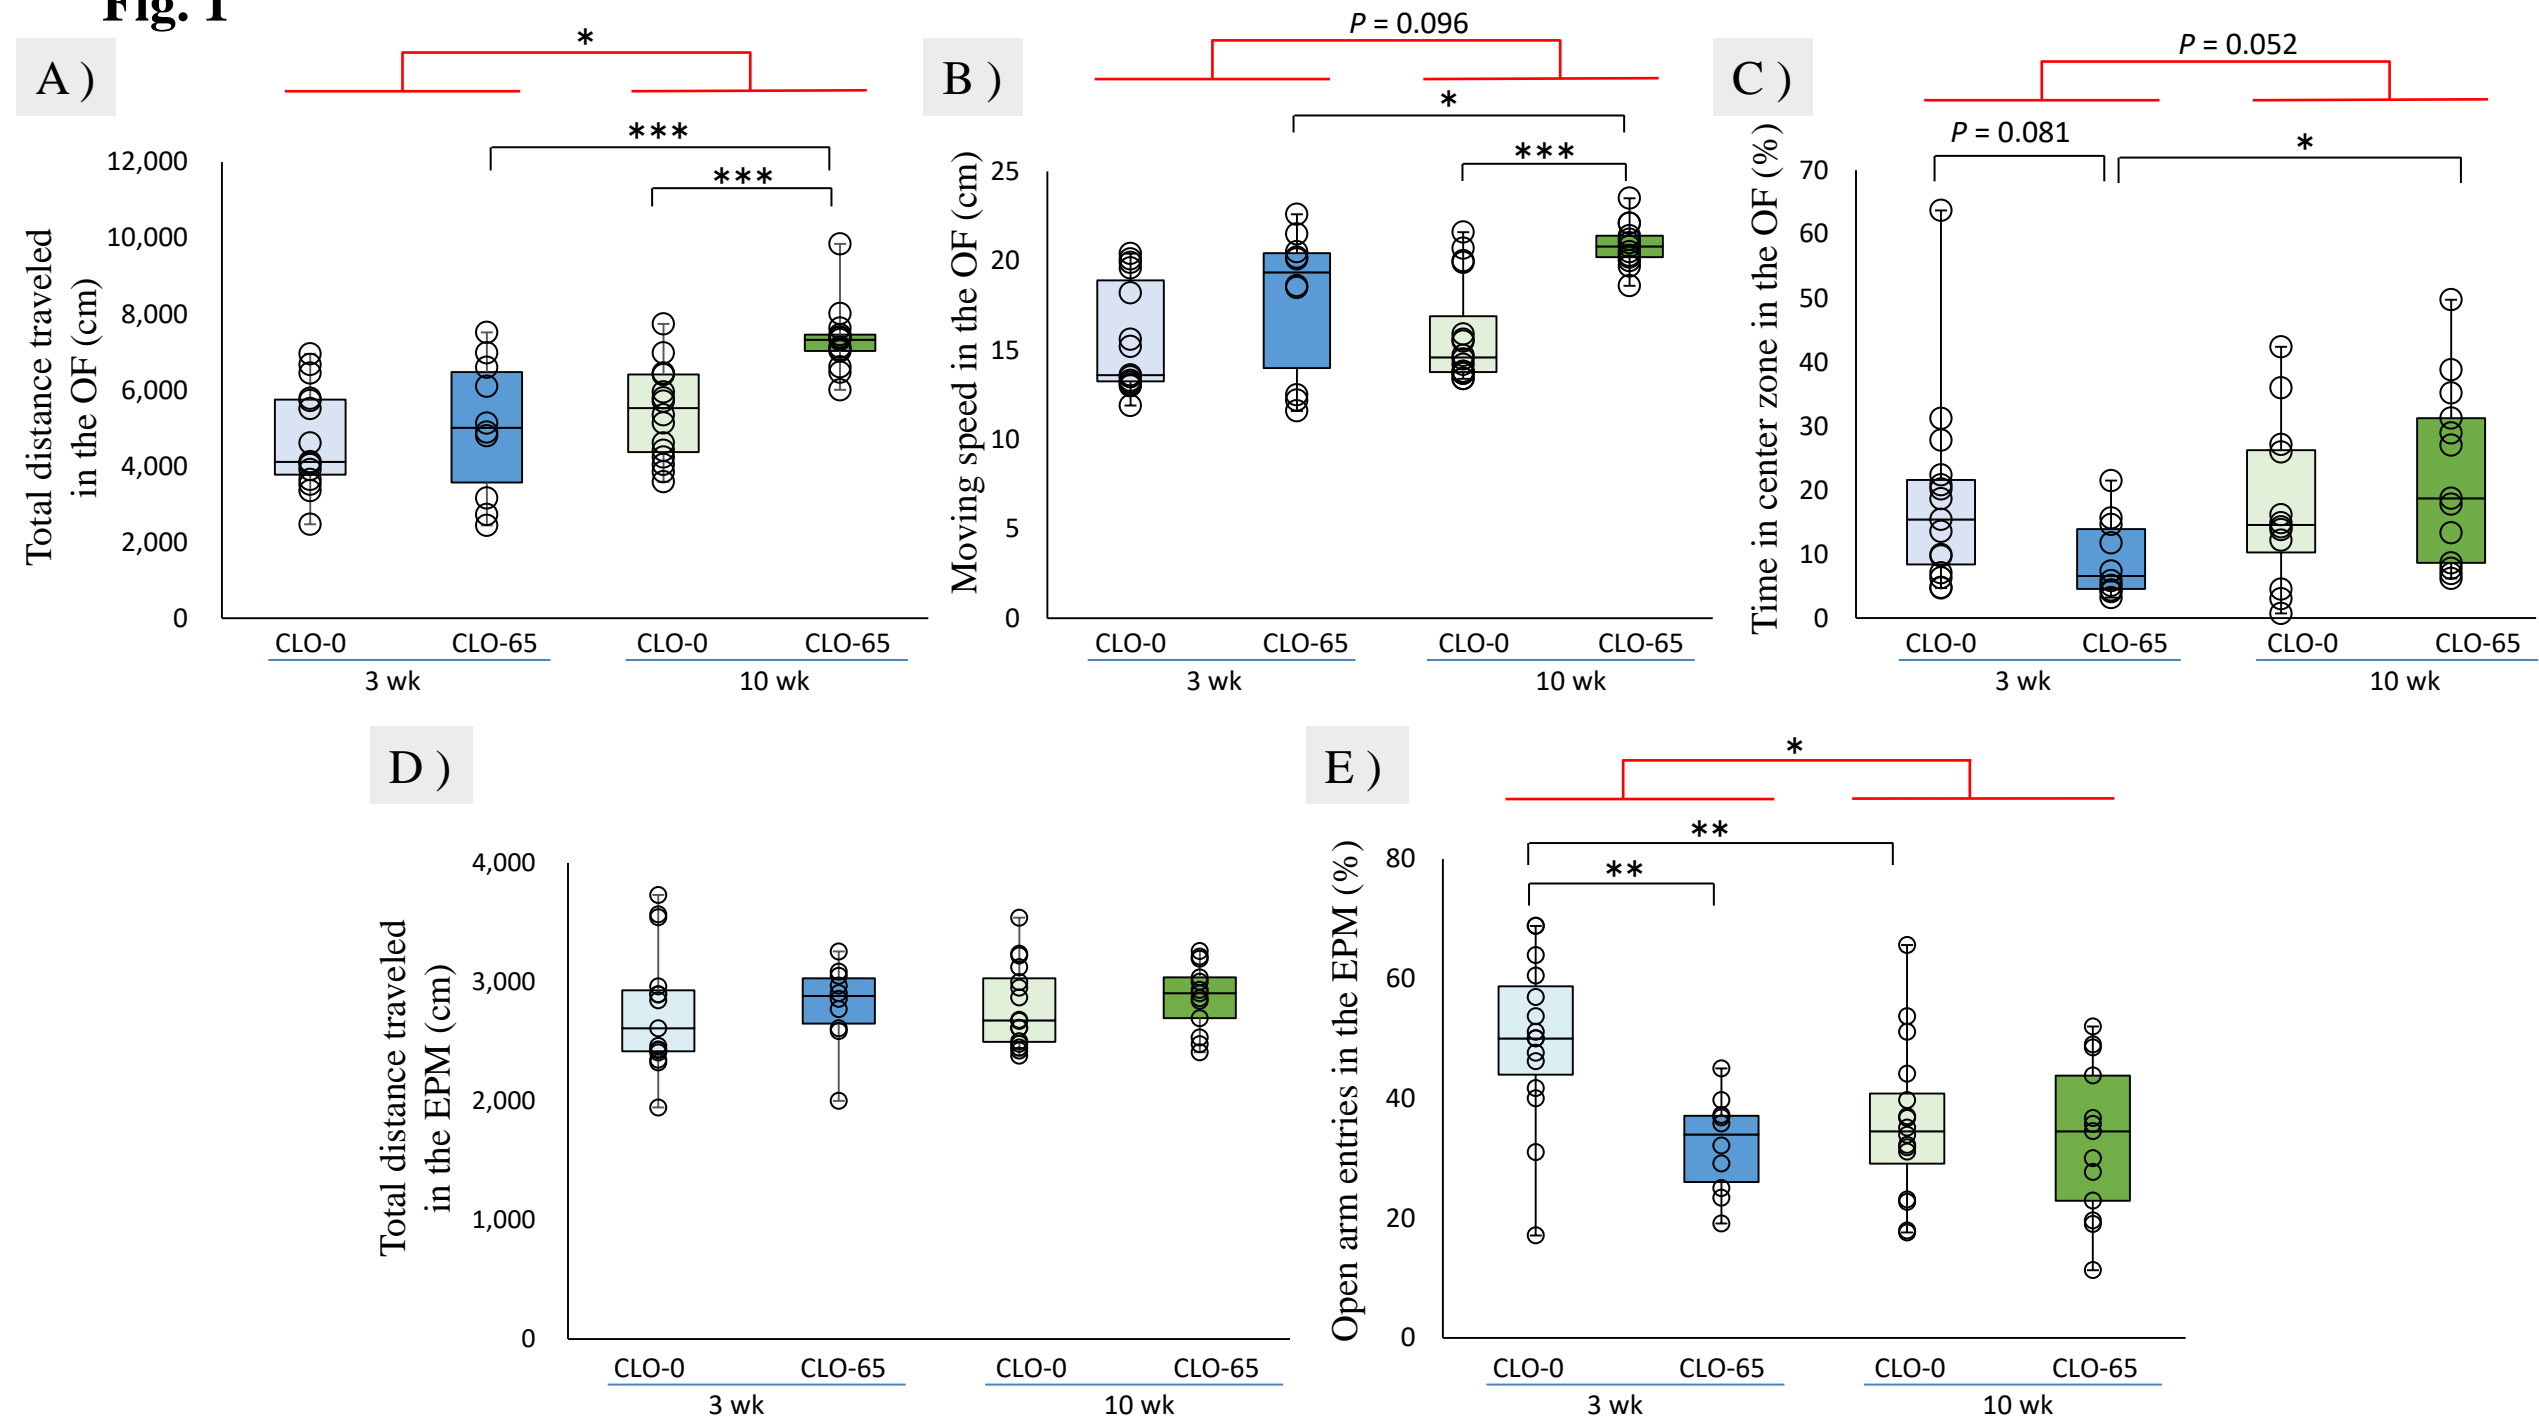 Fig. 1
A )
*
***
***
Total distance traveled
in the OF (cm)
12,000
10,000
8,000
6,000
4,000
2,000
0
CLO-0 CLO-65 CLO-0 CLO-65
3 wk 10 wk
B )
P = 0.096
*
***
Moving speed in the OF (cm)
25
20
15
10
5
0
CLO-0 CLO-65 CLO-0 CLO-65
3 wk 10 wk
C )
P = 0.052
P = 0.081
*
Time in center zone in the OF (%)
70
60
50
40
30
20
10
0
CLO-0 CLO-65 CLO-0 CLO-65
3 wk 10 wk
D )
Total distance traveled
in the EPM (cm)
4,000
3,000
2,000
1,000
0
CLO-0 CLO-65 CLO-0 CLO-65
3 wk 10 wk
E )
*
**
**
Open arm entries in the EPM (%)
80
60
40
20
0
CLO-0 CLO-65 CLO-0 CLO-65
3 wk 10 wk